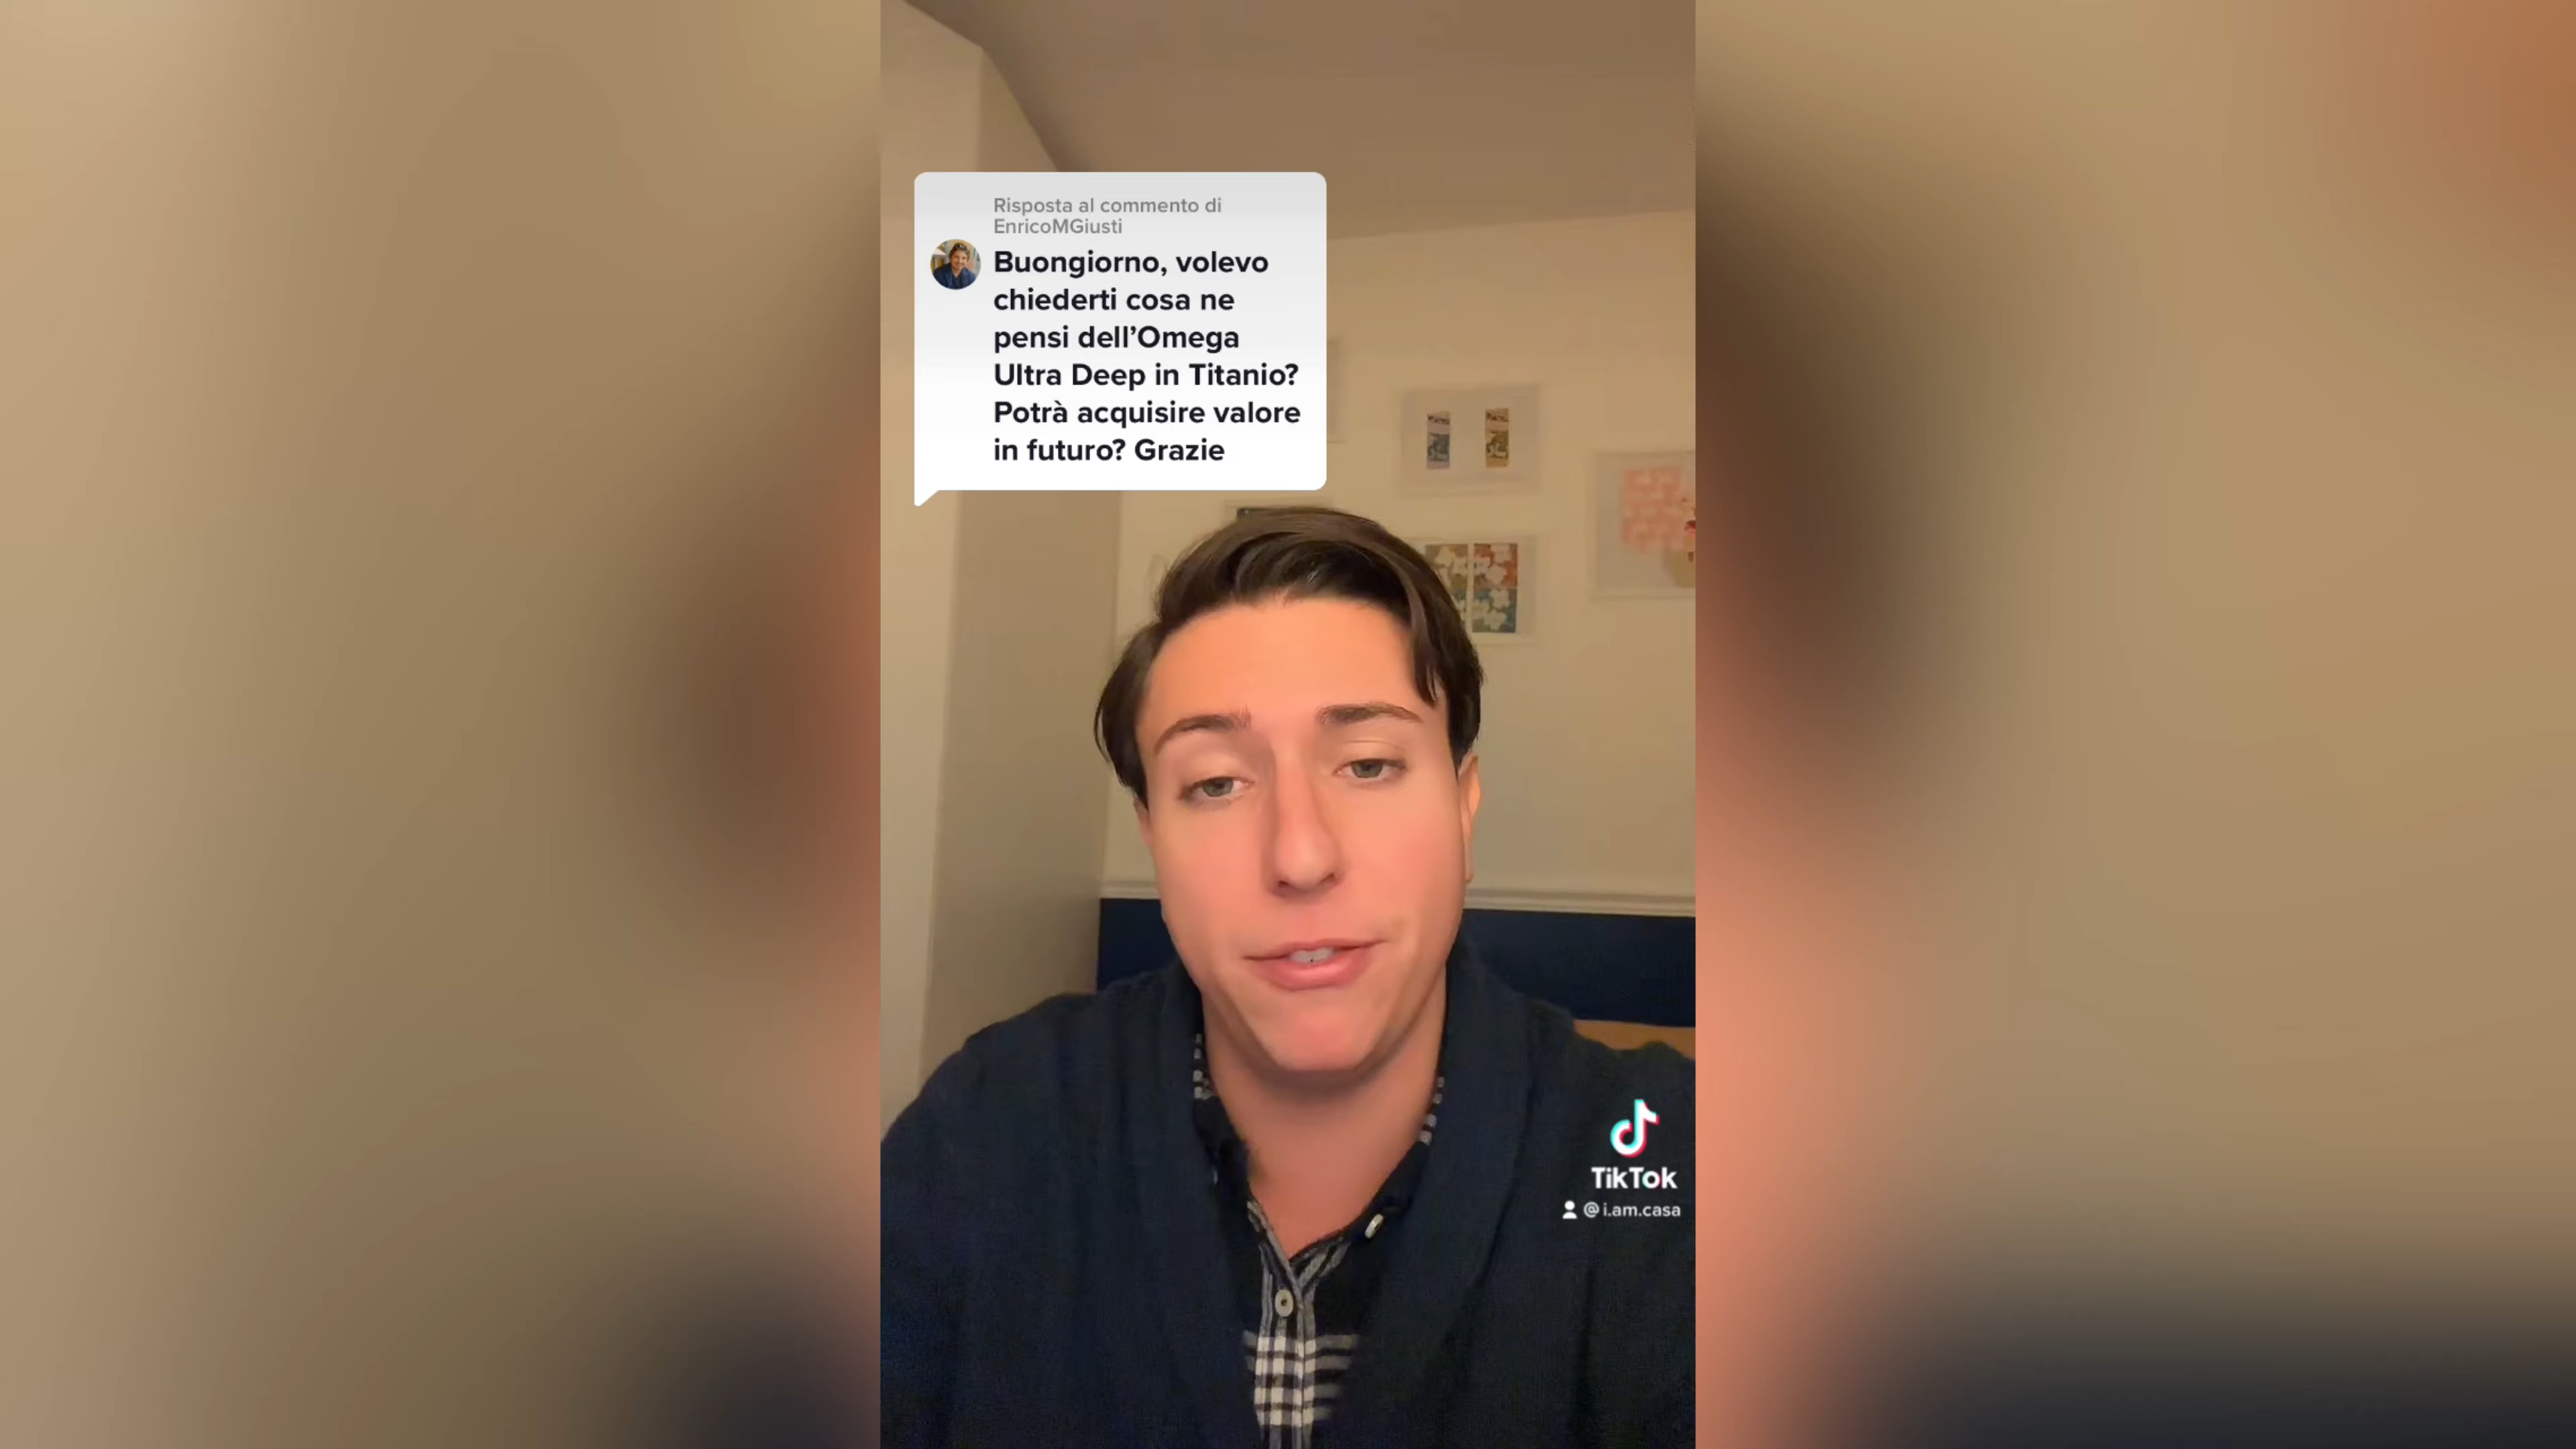 Risposta al commento di
EnricoMGiusti
Buongiorno, volevo
chiederti cosa ne
pensi dell’Omega
Ultra Deep in Titanio?
Potrà acquisire valore
in futuro? Grazie
TikTok
@i.am.casa